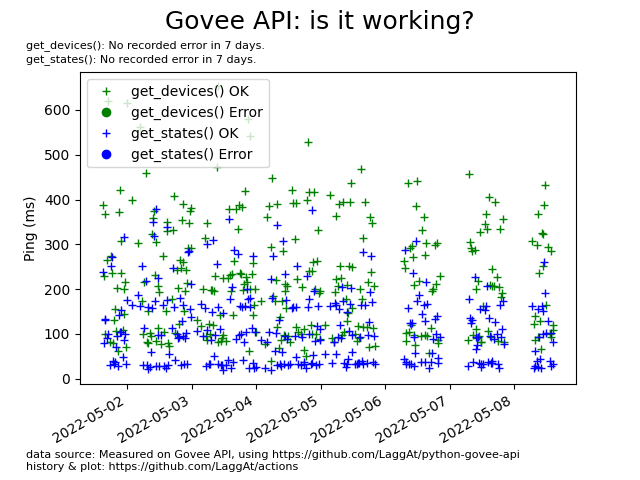 Govee API: is it working?
get_devices(): No recorded error in 7 days.
get_states(): No recorded error in 7 days.
get_devices() OK
get_devices() Error
get_states() OK
get_states() Error
600
500
400
300
200
100
0
Ping (ms)
2022-05-02
2022-05-03
2022-05-04
2022-05-05
2022-05-06
2022-05-07
2022-05-08
data source: Measured on Govee API, using https://github.com/LaggAt/python-govee-api
history & plot: https://github.com/LaggAt/actions